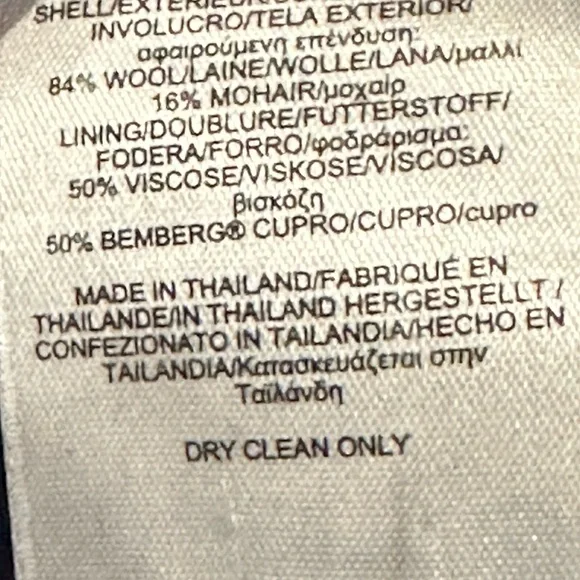 SHELL/EXTERIEUR/
INVOLUCRO/TELA EXTERIOR/
αφαιρούμενη επένδυση:
84% WOOL/LAINE/WOLLE/LANA/μαλλί
16% MOHAIR/μοχαίρ
LINING/DOUBLURE/FUTTERSTOFF/
FODERA/FORRO/φοδράρισμα:
50% VISCOSE/VISKOSE/VISCOSA/
βισκόζη
50% BEMBERG® CUPRO/CUPRO/cupro
MADE IN THAILAND/FABRIQUÉ EN
THAILANDE/IN THAILAND HERGESTELLT /
CONFEZIONATO IN TAILANDIA/HECHO EN
TAILANDIA/Κατασκευάζεται στην
Ταϊλάνδη
DRY CLEAN ONLY